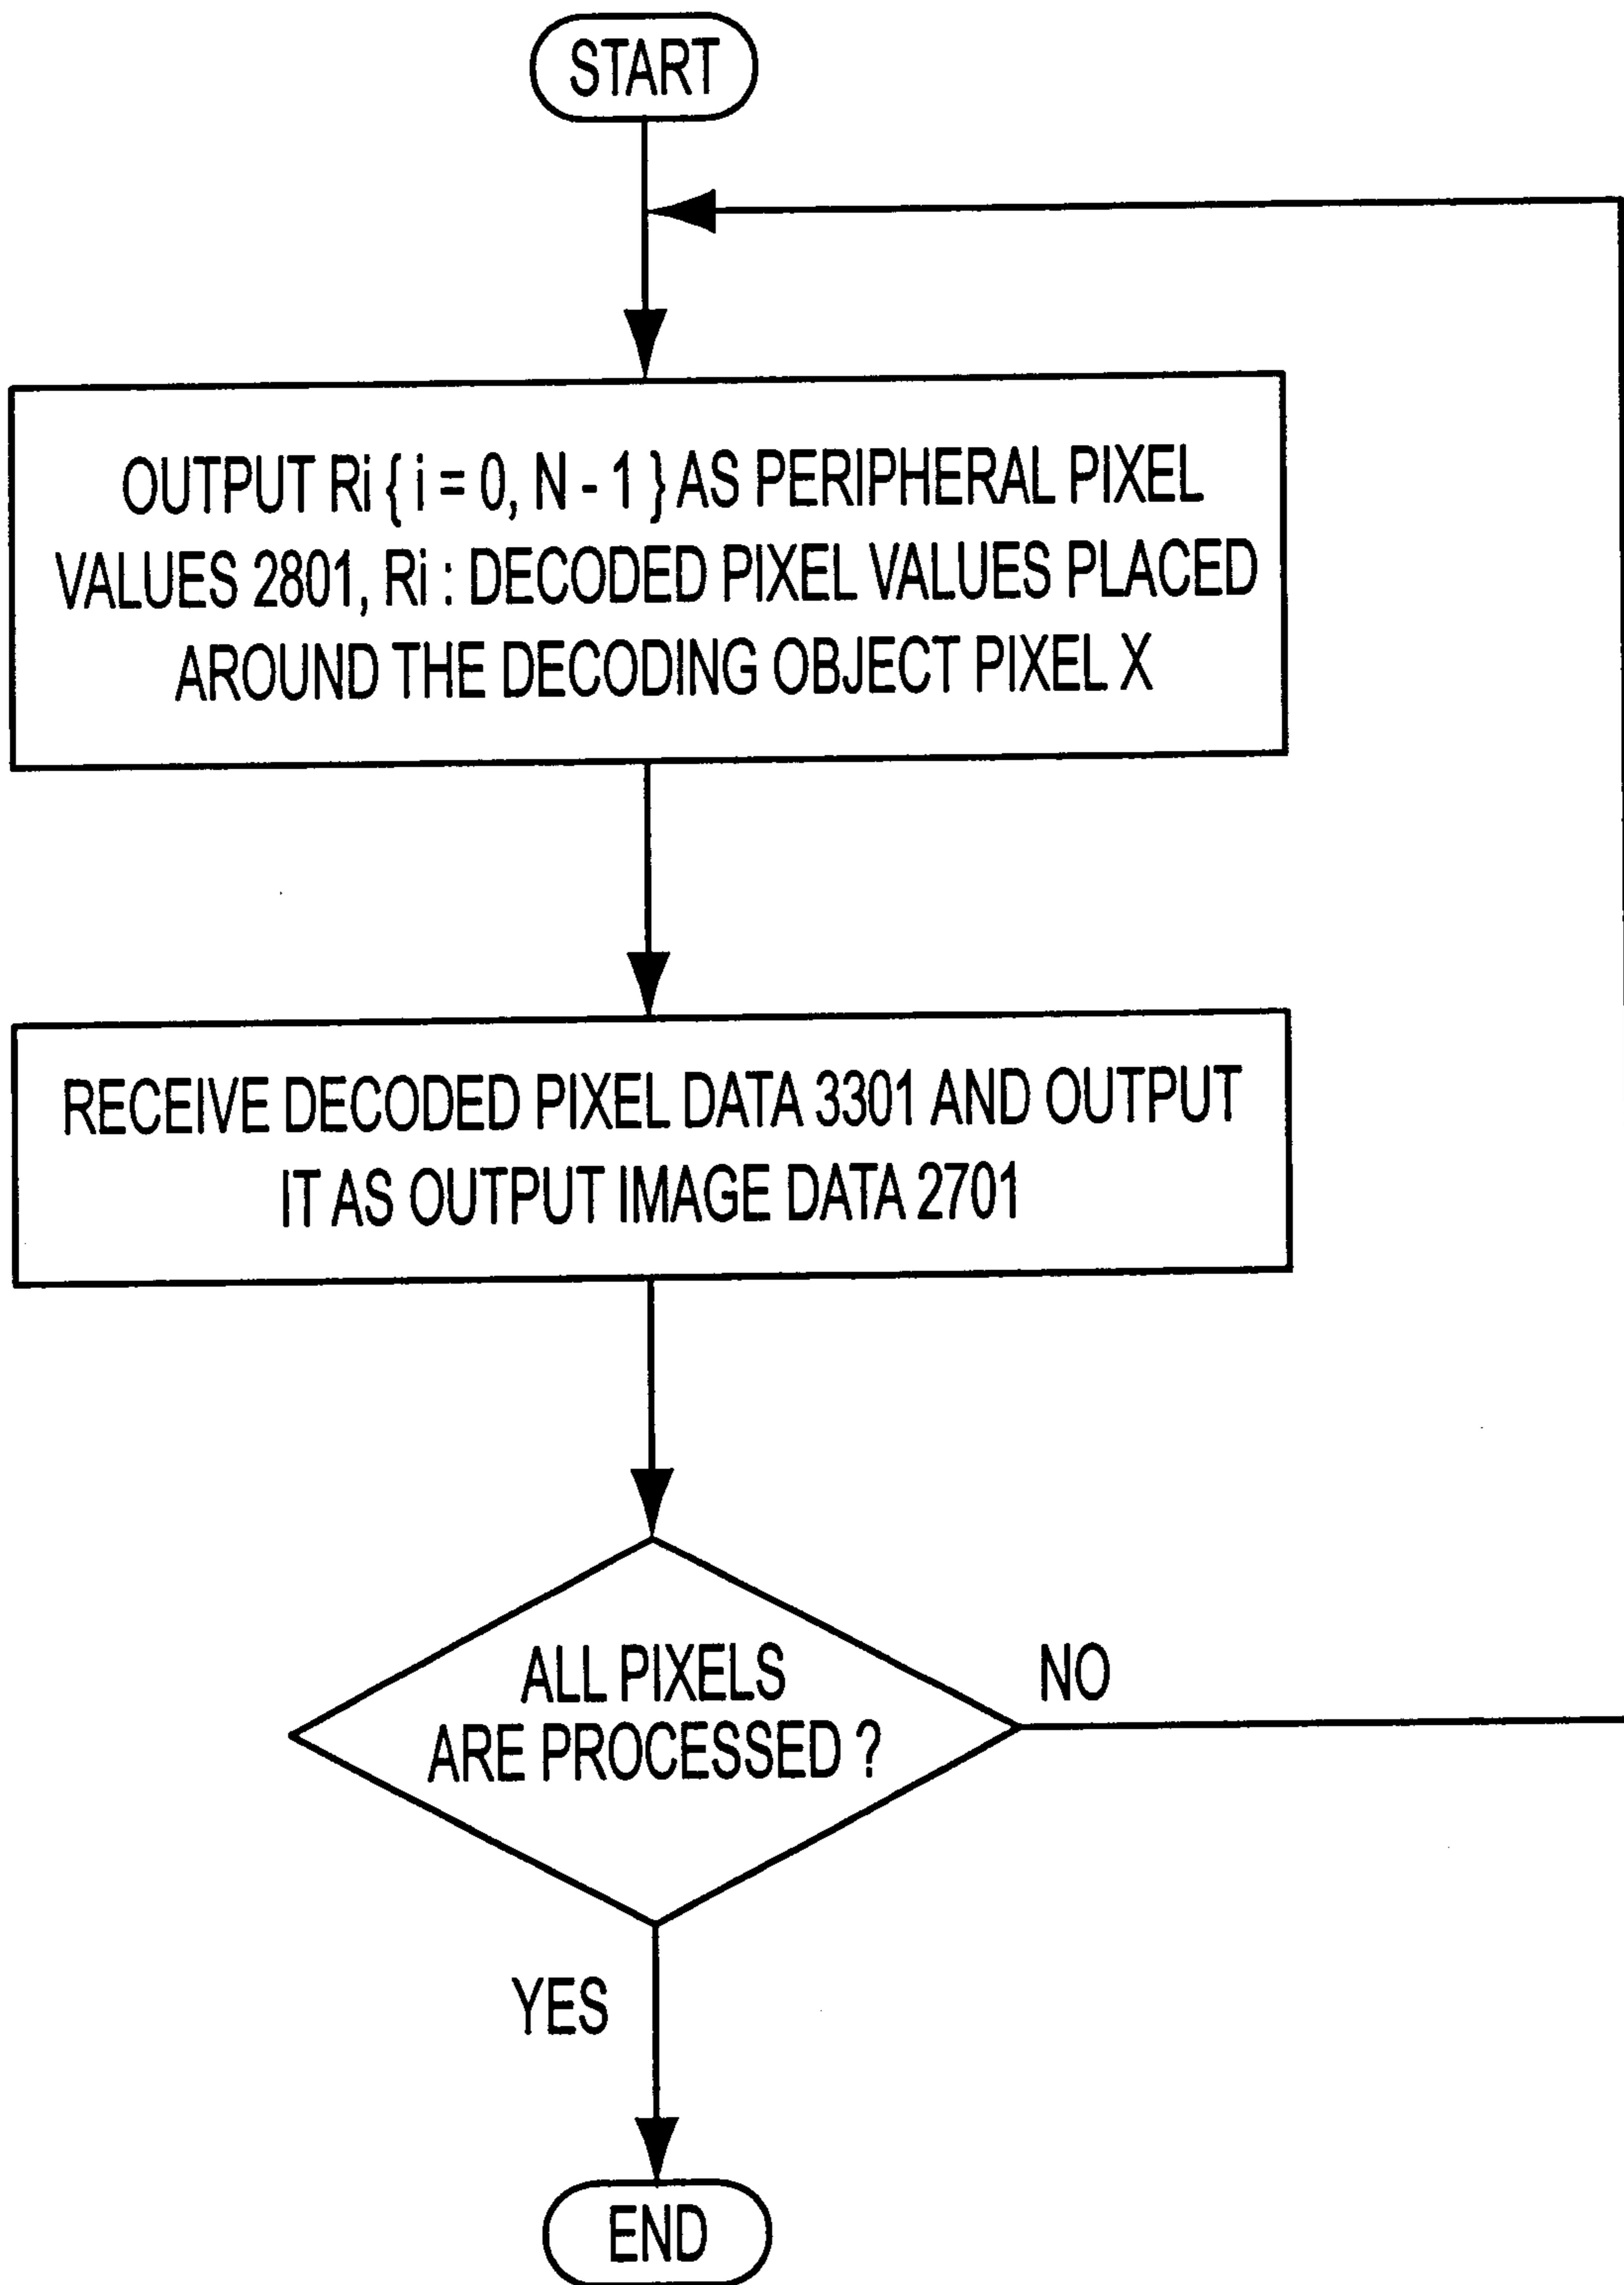 START
OUTPUT Ri { i = 0, N - 1 } AS PERIPHERAL PIXEL
VALUES 2801, Ri : DECODED PIXEL VALUES PLACED
AROUND THE DECODING OBJECT PIXEL X
RECEIVE DECODED PIXEL DATA 3301 AND OUTPUT
IT AS OUTPUT IMAGE DATA 2701
ALL PIXELS
ARE PROCESSED ?
NO
YES
END